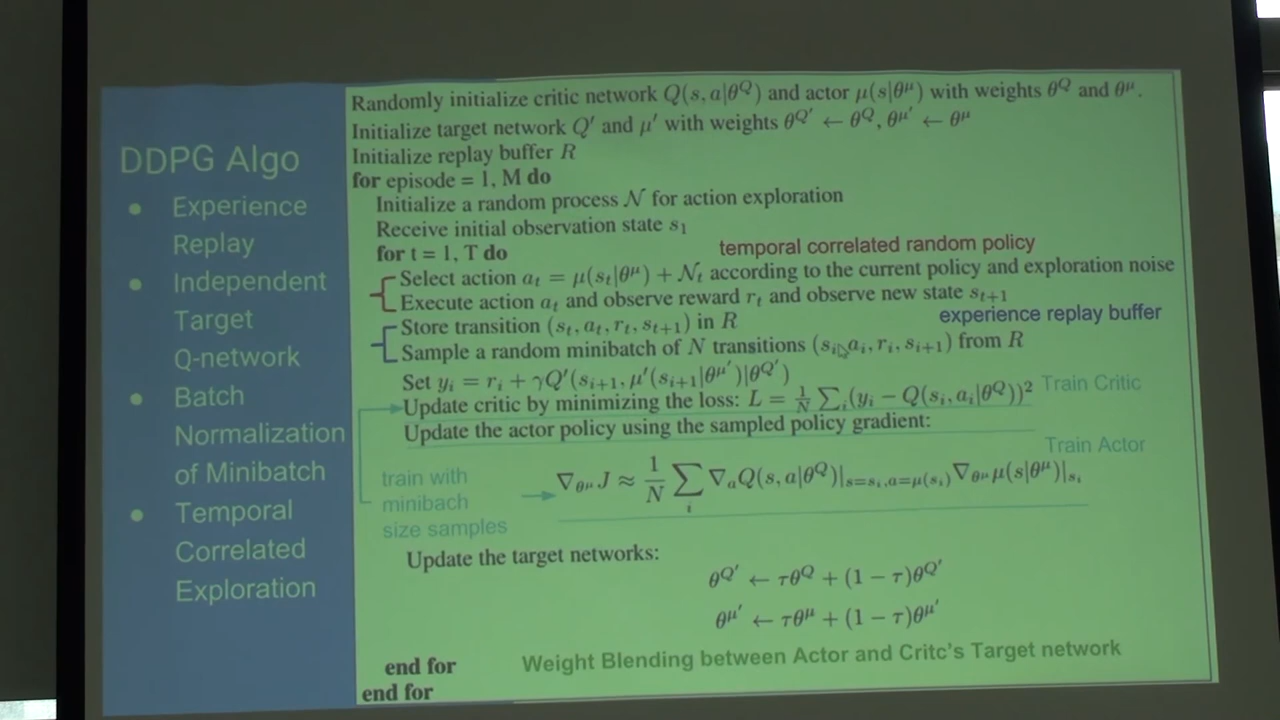 DDPG Algo
● Experience
Replay
● Independent
Target
Q-network
● Batch
Normalization
of Minibatch
● Temporal
Correlated
Exploration
Randomly initialize critic network Q(s, a|θ^Q) and actor μ(s|θ^μ) with weights θ^Q and θ^μ.
Initialize target network Q′ and μ′ with weights θ^Q′ ← θ^Q, θ^μ′ ← θ^μ
Initialize replay buffer R
for episode = 1, M do
Initialize a random process 𝒩 for action exploration
Receive initial observation state s₁
for t = 1, T do
temporal correlated random policy
Select action a_t = μ(s_t|θ^μ) + 𝒩_t according to the current policy and exploration noise
Execute action a_t and observe reward r_t and observe new state s_{t+1}
Store transition (s_t, a_t, r_t, s_{t+1}) in R
experience replay buffer
Sample a random minibatch of N transitions (s_i, a_i, r_i, s_{i+1}) from R
Set y_i = r_i + γQ′(s_{i+1}, μ′(s_{i+1}|θ^μ′)|θ^Q′)
Update critic by minimizing the loss: L = 1/N ∑_i (y_i − Q(s_i, a_i|θ^Q))² Train Critic
Update the actor policy using the sampled policy gradient:
Train Actor
train with
minibach
size samples
∇_{θ^μ} J ≈ 1/N ∑_i ∇_a Q(s, a|θ^Q)|_{s=s_i, a=μ(s_i)} ∇_{θ^μ} μ(s|θ^μ)|_{s_i}
Update the target networks:
θ^Q′ ← τθ^Q + (1 − τ)θ^Q′
θ^μ′ ← τθ^μ + (1 − τ)θ^μ′
end for
Weight Blending between Actor and Critc's Target network
end for